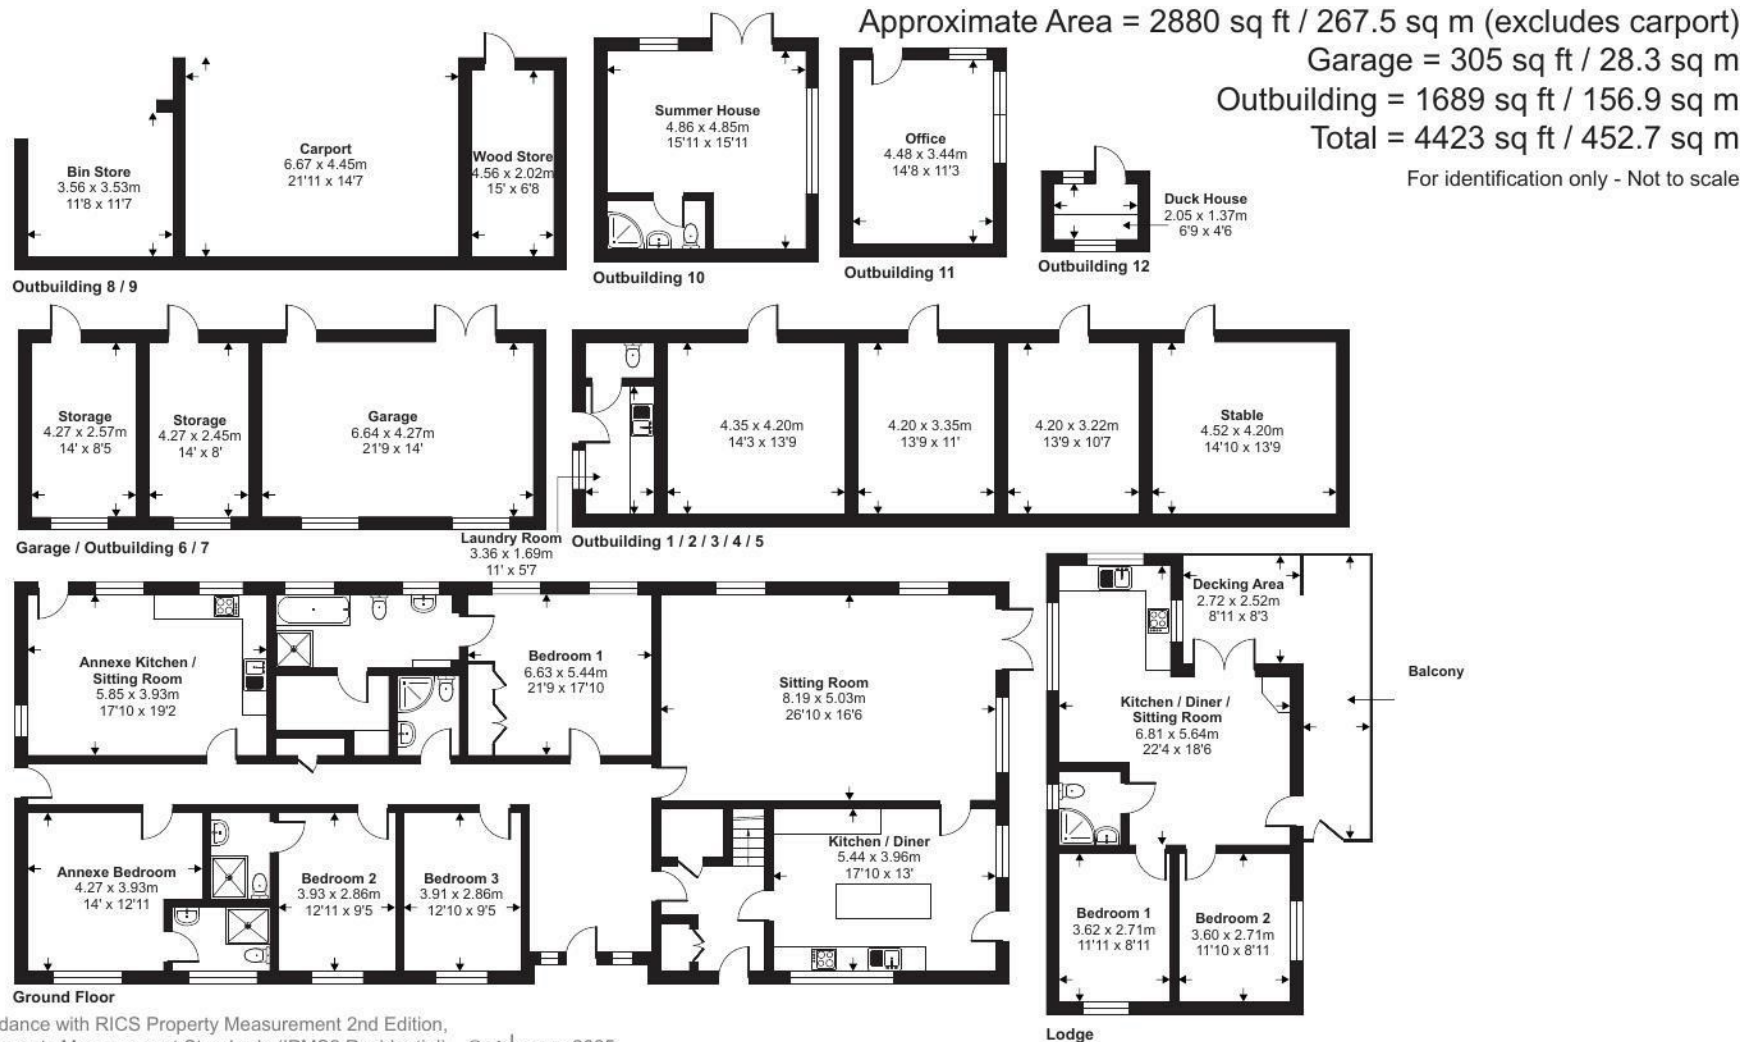 Approximate Area = 2880 sq ft / 267.5 sq m (excludes carport)
Garage = 305 sq ft / 28.3 sq m
Outbuilding = 1689 sq ft / 156.9 sq m
Total = 4423 sq ft / 452.7 sq m
For identification only - Not to scale
Bin Store
3.56 x 3.53m
11'8 x 11'7
Carport
6.67 x 4.45m
21'11 x 14'7
Wood Store
4.56 x 2.02m
15' x 6'8
Outbuilding 8 / 9
Summer House
4.86 x 4.85m
15'11 x 15'11
Outbuilding 10
Office
4.48 x 3.44m
14'8 x 11'3
Outbuilding 11
Duck House
2.05 x 1.37m
6'9 x 4'6
Outbuilding 12
Storage
4.27 x 2.57m
14' x 8'5
Storage
4.27 x 2.45m
14' x 8'
Garage
6.64 x 4.27m
21'9 x 14'
Garage / Outbuilding 6 / 7
4.35 x 4.20m
14'3 x 13'9
4.20 x 3.35m
13'9 x 11'
4.20 x 3.22m
13'9 x 10'7
Stable
4.52 x 4.20m
14'10 x 13'9
Laundry Room
3.36 x 1.69m
11' x 5'7
Outbuilding 1 / 2 / 3 / 4 / 5
Annexe Kitchen /
Sitting Room
5.85 x 3.93m
17'10 x 19'2
Bedroom 1
6.63 x 5.44m
21'9 x 17'10
Sitting Room
8.19 x 5.03m
26'10 x 16'6
Annexe Bedroom
4.27 x 3.93m
14' x 12'11
Bedroom 2
3.93 x 2.86m
12'11 x 9'5
Bedroom 3
3.91 x 2.86m
12'10 x 9'5
Kitchen / Diner
5.44 x 3.96m
17'10 x 13'
Ground Floor
Decking Area
2.72 x 2.52m
8'11 x 8'3
Balcony
Kitchen / Diner /
Sitting Room
6.81 x 5.64m
22'4 x 18'6
Bedroom 1
3.62 x 2.71m
11'11 x 8'11
Bedroom 2
3.60 x 2.71m
11'10 x 8'11
Lodge
dance with RICS Property Measurement 2nd Edition,